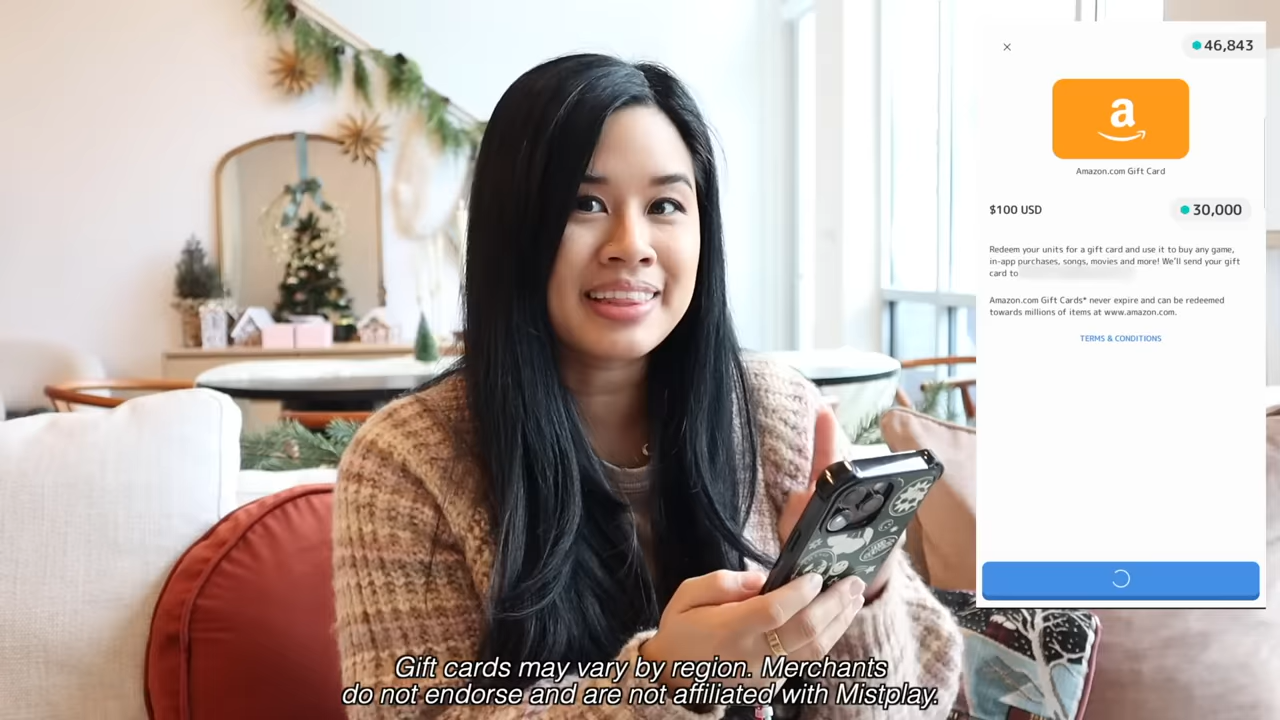 46,843
a
Amazon.com Gift Card
$100 USD
30,000
Redeem your units for a gift card and use it to buy any game,
in-app purchases, songs, movies and more! We'll send your gift
card to
Amazon.com Gift Cards* never expire and can be redeemed
towards millions of items at www.amazon.com.
TERMS & CONDITIONS
Gift cards may vary by region. Merchants
do not endorse and are not affiliated with Mistplay.